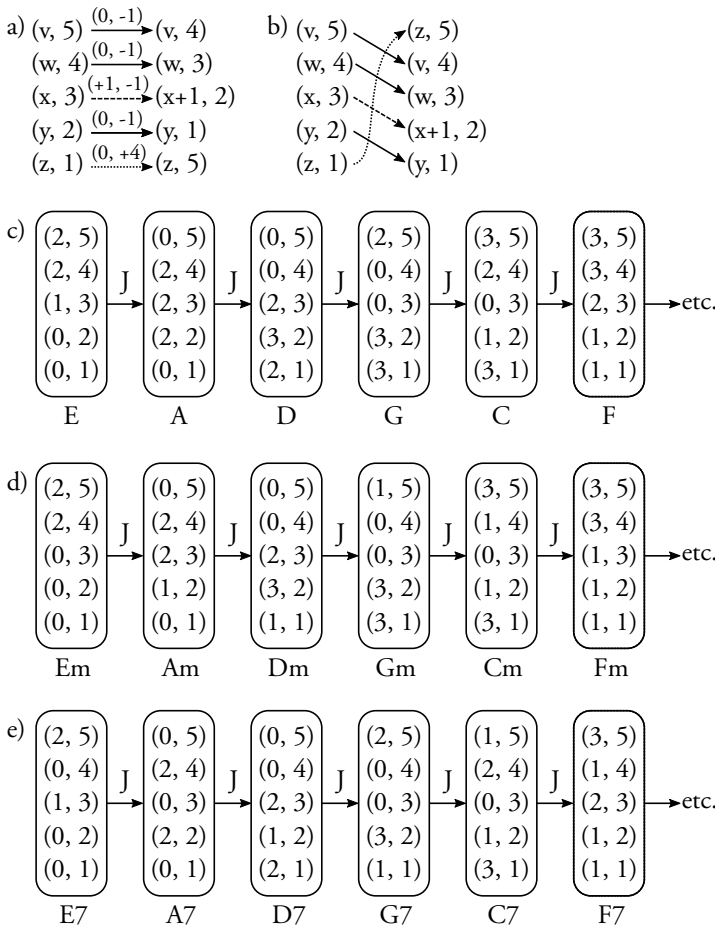 a) (v, 5) (0, -1) (v, 4) b) (v, 5) (z, 5)
(w, 4) (0, -1) (w, 3) (w, 4) (v, 4)
(x, 3) (+1, -1) (x+1, 2) (x, 3) (w, 3)
(y, 2) (0, -1) (y, 1) (y, 2) (x+1, 2)
(z, 1) (0, +4) (z, 5) (z, 1) (y, 1)
c) (2, 5) (0, 5) (0, 5) (2, 5) (3, 5) (3, 5)
(2, 4) (2, 4) (0, 4) (0, 4) (2, 4) (3, 4)
J J J J J
(1, 3) (2, 3) (2, 3) (0, 3) (0, 3) (2, 3) etc.
(0, 2) (2, 2) (3, 2) (3, 2) (1, 2) (1, 2)
(0, 1) (0, 1) (2, 1) (3, 1) (3, 1) (1, 1)
E A D G C F
d) (2, 5) (0, 5) (0, 5) (1, 5) (3, 5) (3, 5)
(2, 4) (2, 4) (0, 4) (0, 4) (1, 4) (3, 4)
J J J J J
(0, 3) (2, 3) (2, 3) (0, 3) (0, 3) (1, 3) etc.
(0, 2) (1, 2) (3, 2) (3, 2) (1, 2) (1, 2)
(0, 1) (0, 1) (1, 1) (3, 1) (3, 1) (1, 1)
Em Am Dm Gm Cm Fm
e) (2, 5) (0, 5) (0, 5) (2, 5) (1, 5) (3, 5)
(0, 4) (2, 4) (0, 4) (0, 4) (2, 4) (1, 4)
J J J J J
(1, 3) (0, 3) (2, 3) (0, 3) (0, 3) (2, 3) etc.
(0, 2) (2, 2) (1, 2) (3, 2) (1, 2) (1, 2)
(0, 1) (0, 1) (2, 1) (1, 1) (3, 1) (1, 1)
E7 A7 D7 G7 C7 F7